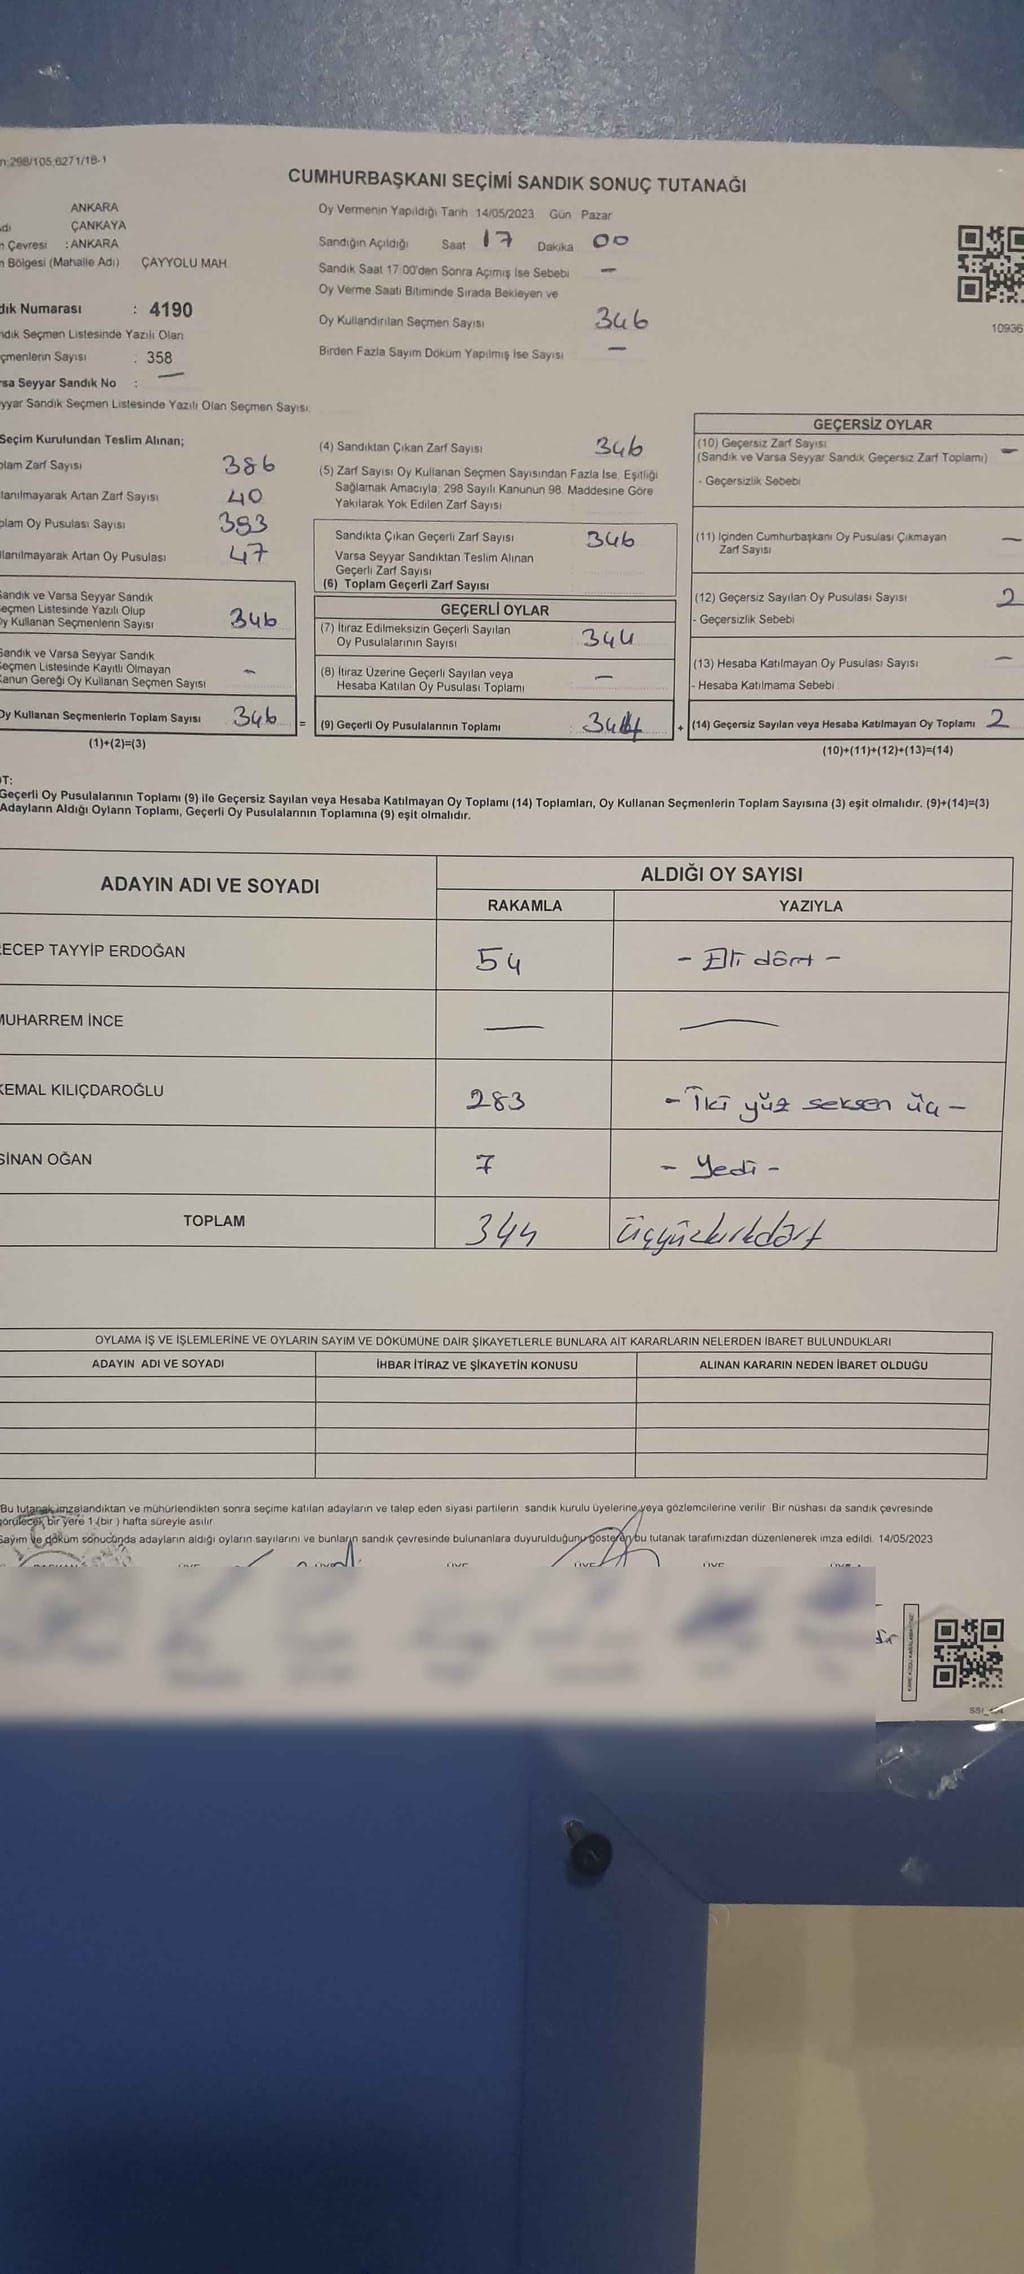 298/105,6271/18-1
CUMHURBAŞKANI SEÇİMİ SANDIK SONUÇ TUTANAĞI
ANKARA
ÇANKAYA
Çevresi : ANKARA
Bölgesi (Mahalle Adı) ÇAYYOLU MAH.
Numarası : 4190
Seçmen Listesinde Yazılı Olan
Sayısı : 358
Seyyar Sandık No : —
Sandık Seçmen Listesinde Yazılı Olan Seçmen Sayısı:
Oy Vermenin Yapıldığı Tarih : 14/05/2023 Gün Pazar
Sandığın Açıldığı Saat 17 Dakika 00
Sandık Saat 17:00'den Sonra Açımış İse Sebebi —
Oy Verme Saati Bitiminde Sırada Bekleyen ve
Oy Kullandırılan Seçmen Sayısı 346
Birden Fazla Sayım Döküm Yapılmış İse Sayısı —
10936
Seçim Kurulundan Teslim Alınan;
Zarf Sayısı 386
Artan Zarf Sayısı 40
Oy Pusulası Sayısı 393
Artan Oy Pusulası 47
Sandık ve Varsa Seyyar Sandık
Listesinde Yazılı Olup
Oy Kullanan Seçmenlerin Sayısı 346
Sandık ve Varsa Seyyar Sandık
Seçmen Listesinde Kayıtlı Olmayan
Kanun Gereği Oy Kullanan Seçmen Sayısı —
Oy Kullanan Seçmenlerin Toplam Sayısı 346 =
(1)+(2)=(3)
(4) Sandıktan Çıkan Zarf Sayısı 346
(5) Zarf Sayısı Oy Kullanan Seçmen Sayısından Fazla İse, Eşitliği
Sağlamak Amacıyla, 298 Sayılı Kanunun 98. Maddesine Göre
Yakılarak Yok Edilen Zarf Sayısı
Sandıkta Çıkan Geçerli Zarf Sayısı 346
Varsa Seyyar Sandıktan Teslim Alınan
Geçerli Zarf Sayısı
(6) Toplam Geçerli Zarf Sayısı
GEÇERLİ OYLAR
(7) İtiraz Edilmeksizin Geçerli Sayılan
Oy Pusulalarının Sayısı 344
(8) İtiraz Üzerine Geçerli Sayılan veya
Hesaba Katılan Oy Pusulası Toplamı —
(9) Geçerli Oy Pusulalarının Toplamı : 344 +
GEÇERSİZ OYLAR
(10) Geçersiz Zarf Sayısı
(Sandık ve Varsa Seyyar Sandık Geçersiz Zarf Toplamı) —
- Geçersizlik Sebebi
(11) İçinden Cumhurbaşkanı Oy Pusulası Çıkmayan
Zarf Sayısı —
(12) Geçersiz Sayılan Oy Pusulası Sayısı 2
- Geçersizlik Sebebi
(13) Hesaba Katılmayan Oy Pusulası Sayısı —
- Hesaba Katılmama Sebebi
(14) Geçersiz Sayılan veya Hesaba Katılmayan Oy Toplamı 2
(10)+(11)+(12)+(13)=(14)
Geçerli Oy Pusulalarının Toplamı (9) ile Geçersiz Sayılan veya Hesaba Katılmayan Oy Toplamı (14) Toplamları, Oy Kullanan Seçmenlerin Toplam Sayısına (3) eşit olmalıdır. (9)+(14)=(3)
Adayların Aldığı Oyların Toplamı, Geçerli Oy Pusulalarının Toplamına (9) eşit olmalıdır.
ADAYIN ADI VE SOYADI ALDIĞI OY SAYISI
RAKAMLA YAZIYLA
ECEP TAYYİP ERDOĞAN 54 - Elli dört -
MUHARREM İNCE — —
KEMAL KILIÇDAROĞLU 283 - İki yüz seksen üç -
SİNAN OĞAN 7 - Yedi -
TOPLAM 344 üçyüzkırkdört
OYLAMA İŞ VE İŞLEMLERİNE VE OYLARIN SAYIM VE DÖKÜMÜNE DAİR ŞİKAYETLERLE BUNLARA AİT KARARLARIN NELERDEN İBARET BULUNDUKLARI
ADAYIN ADI VE SOYADI İHBAR İTİRAZ VE ŞİKAYETİN KONUSU ALINAN KARARIN NEDEN İBARET OLDUĞU
Bu tutanak imzalandıktan ve mühürlendikten sonra seçime katılan adayların ve talep eden siyasi partilerin sandık kurulu üyelerine veya gözlemcilerine verilir. Bir nüshası da sandık çevresinde
görülecek bir yere 1 (bir) hafta süreyle asılır.
Sayım ve döküm sonucunda adayların aldığı oyların sayılarını ve bunların sandık çevresinde bulunanlara duyurulduğunu gösteren bu tutanak tarafımızdan düzenlenerek imza edildi. 14/05/2023